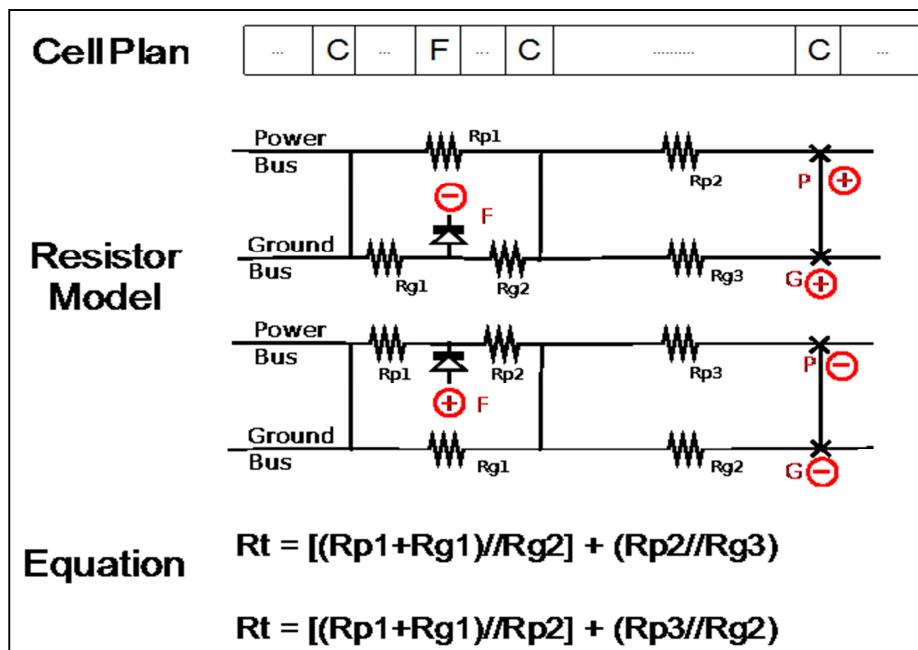 Cell Plan ... C ... F ... C ......... C ...
Power Rp1
Bus
Rp2 P +
− F
Resistor Model
Ground
Bus
Rg1 Rg2 Rg3 G +
Power
Bus
Rp1 Rp2 Rp3 P −
+ F
Ground
Bus
Rg1 Rg2 G −
Equation
Rt = [(Rp1+Rg1)//Rg2] + (Rp2//Rg3)
Rt = [(Rp1+Rg1)//Rp2] + (Rp3//Rg2)